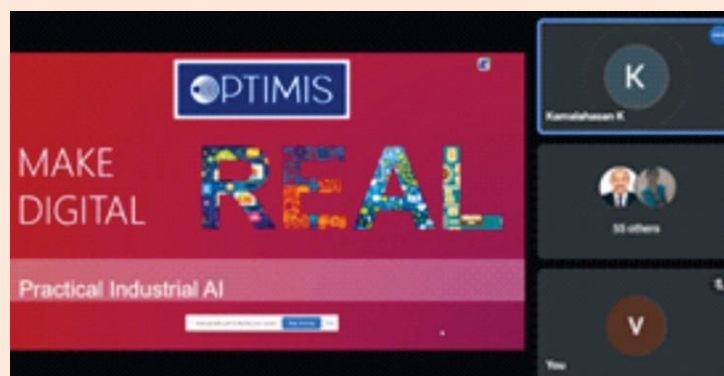 OPTIMIS
MAKE
DIGITAL
REAL
Practical Industrial AI
K
Kamalahasan K
55 others
V
You